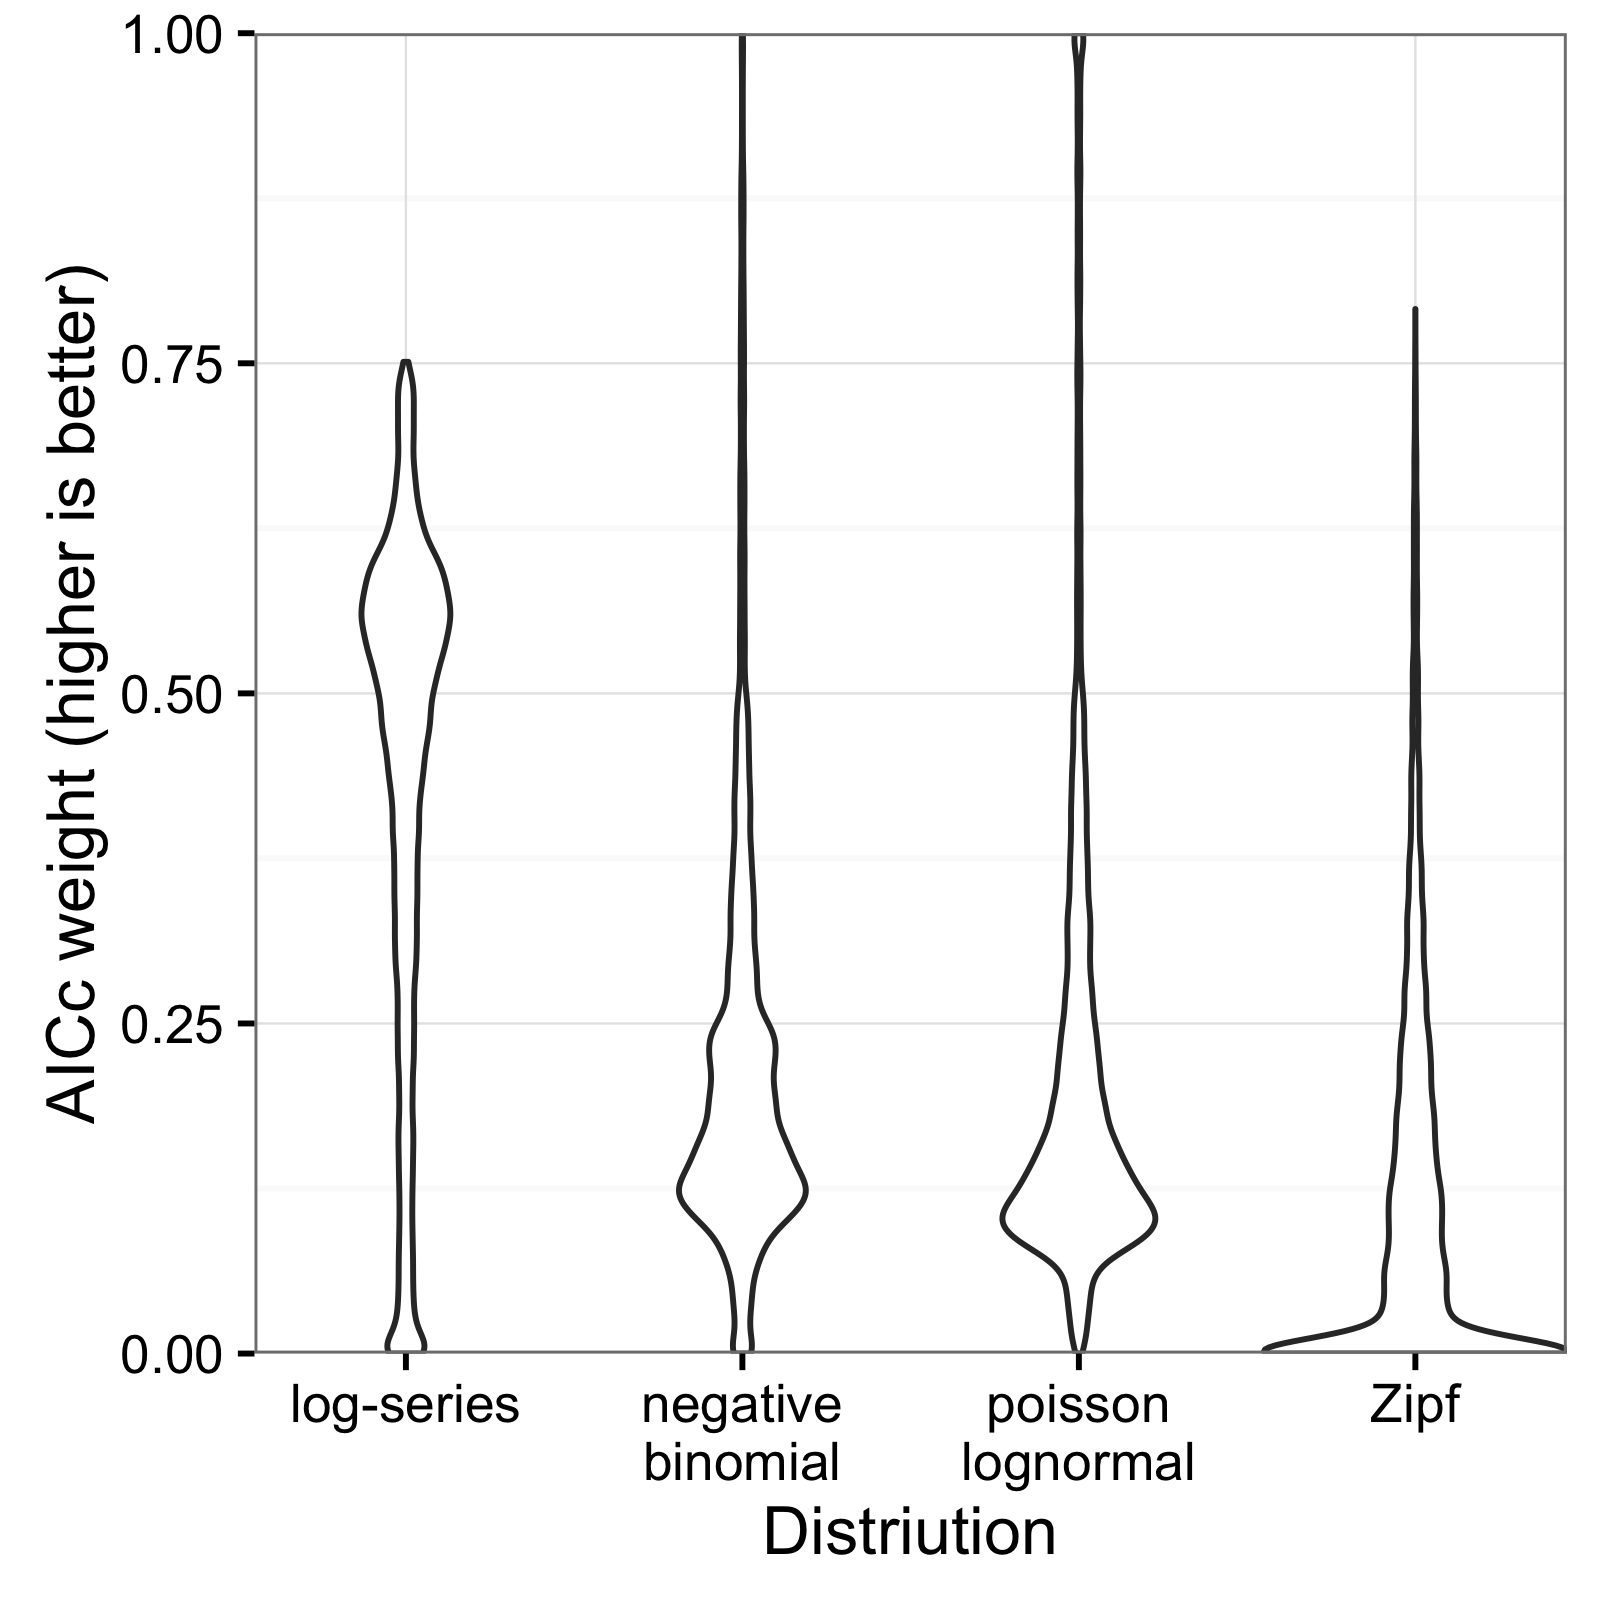 1.00
0.75
0.50
0.25
0.00
AICc weight (higher is better)
log-series
negative
binomial
poisson
lognormal
Zipf
Distriution